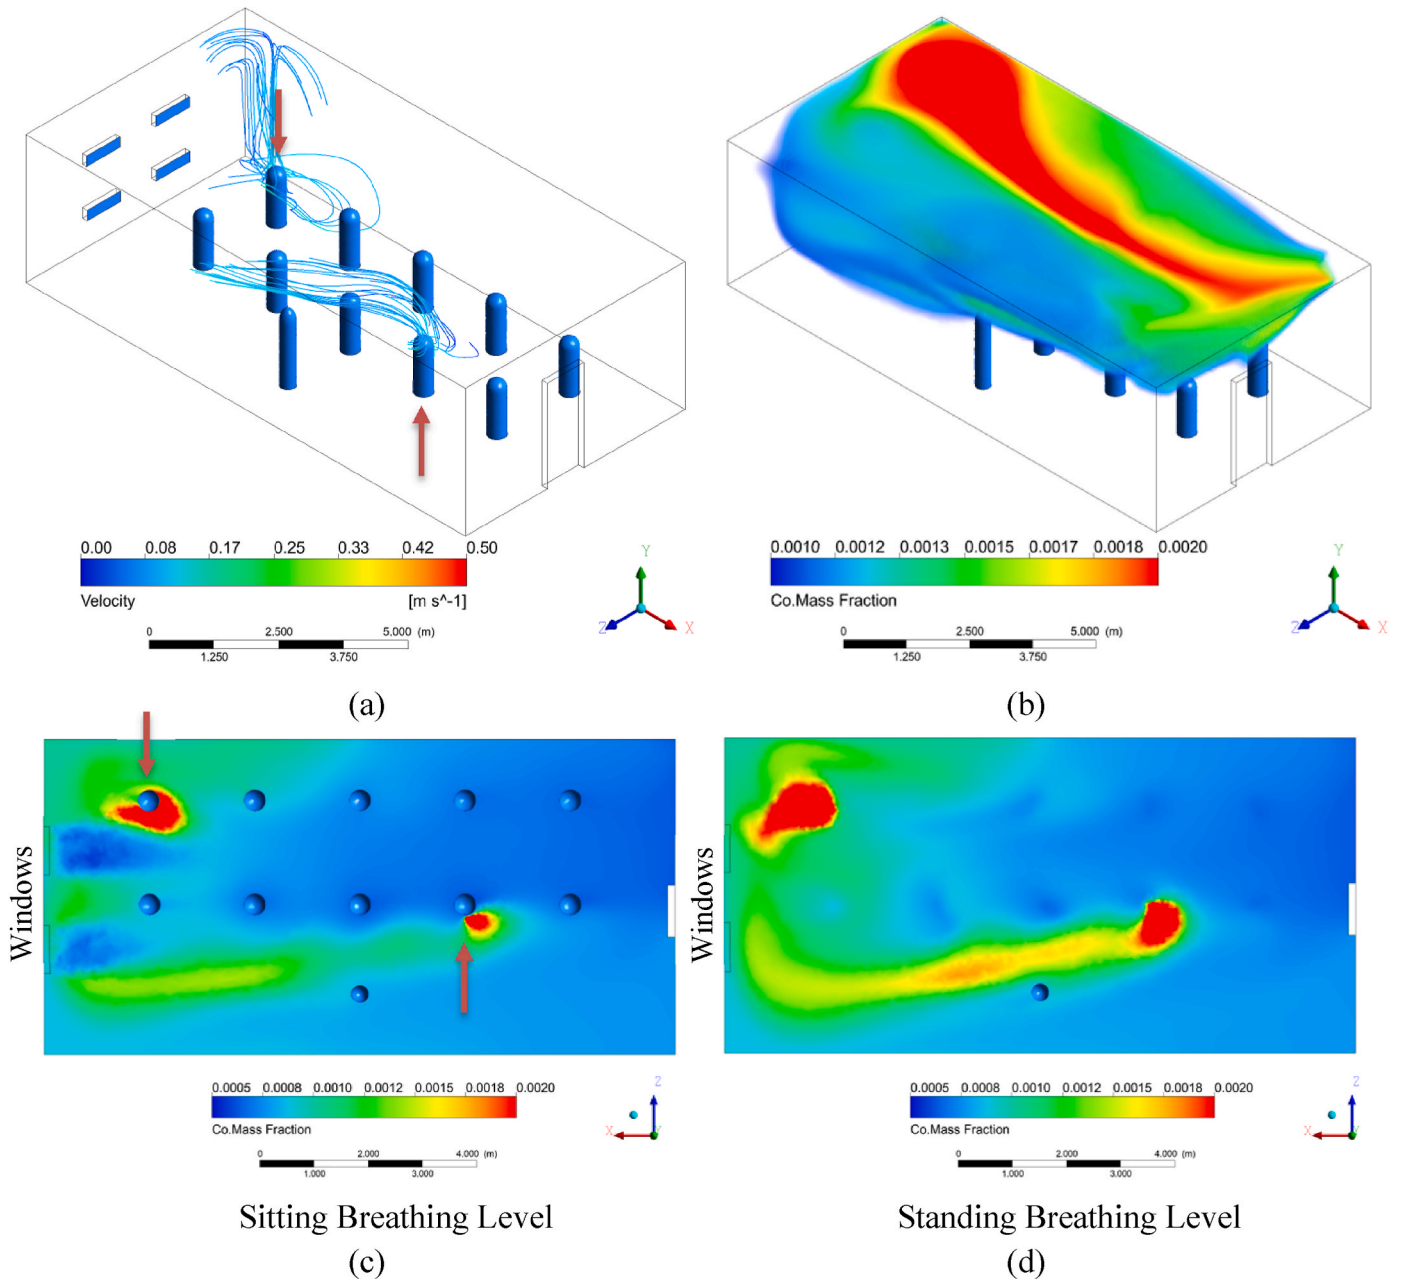 0.00 0.08 0.17 0.25 0.33 0.42 0.50
Velocity [m s^-1]
0 2.500 5.000 (m)
1.250 3.750
Y
Z X
(a)
0.0010 0.0012 0.0013 0.0015 0.0017 0.0018 0.0020
Co.Mass Fraction
0 2.500 5.000 (m)
1.250 3.750
Y
Z X
(b)
Windows
0.0005 0.0008 0.0010 0.0012 0.0015 0.0018 0.0020
Co.Mass Fraction
0 2.000 4.000 (m)
1.000 3.000
Z
X Y
Sitting Breathing Level
(c)
Windows
0.0005 0.0008 0.0010 0.0012 0.0015 0.0018 0.0020
Co.Mass Fraction
0 2.000 4.000 (m)
1.000 3.000
Z
X Y
Standing Breathing Level
(d)